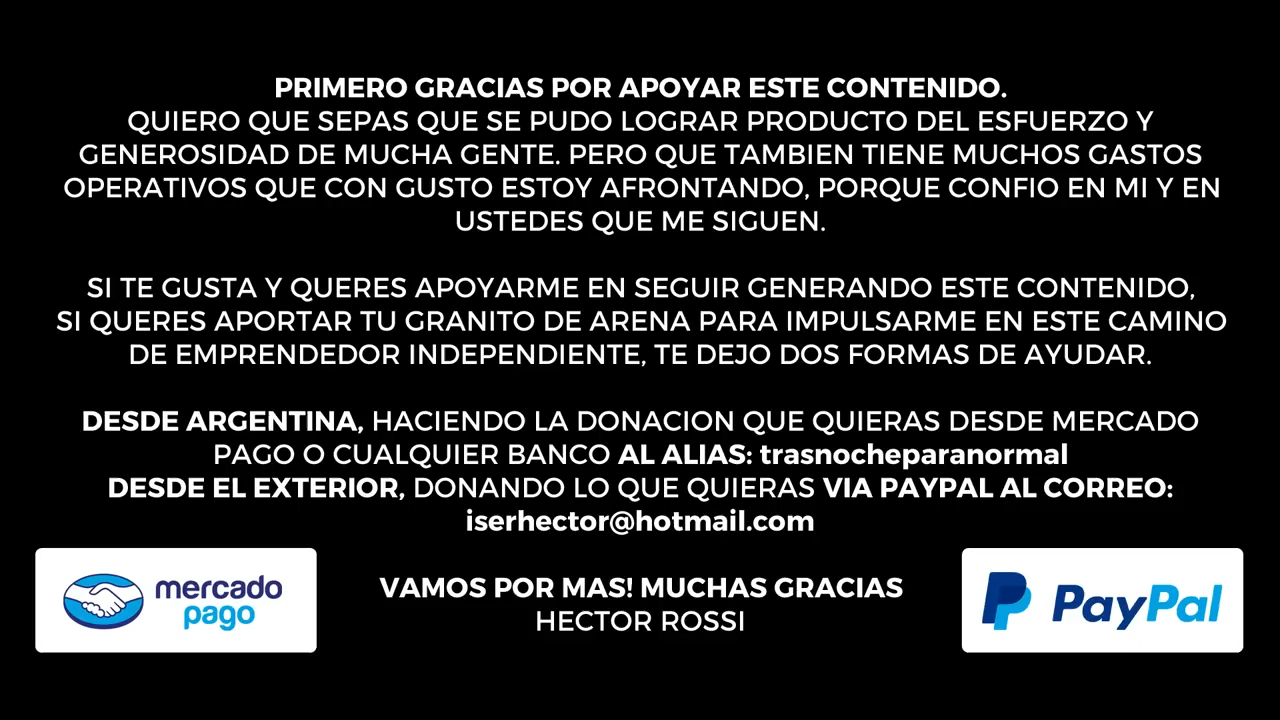 PRIMERO GRACIAS POR APOYAR ESTE CONTENIDO.
QUIERO QUE SEPAS QUE SE PUDO LOGRAR PRODUCTO DEL ESFUERZO Y
GENEROSIDAD DE MUCHA GENTE. PERO QUE TAMBIEN TIENE MUCHOS GASTOS
OPERATIVOS QUE CON GUSTO ESTOY AFRONTANDO, PORQUE CONFIO EN MI Y EN
USTEDES QUE ME SIGUEN.
SI TE GUSTA Y QUERES APOYARME EN SEGUIR GENERANDO ESTE CONTENIDO,
SI QUERES APORTAR TU GRANITO DE ARENA PARA IMPULSARME EN ESTE CAMINO
DE EMPRENDEDOR INDEPENDIENTE, TE DEJO DOS FORMAS DE AYUDAR.
DESDE ARGENTINA, HACIENDO LA DONACION QUE QUIERAS DESDE MERCADO
PAGO O CUALQUIER BANCO AL ALIAS: trasnocheparanormal
DESDE EL EXTERIOR, DONANDO LO QUE QUIERAS VIA PAYPAL AL CORREO:
iserhector@hotmail.com
mercado
pago
VAMOS POR MAS! MUCHAS GRACIAS
HECTOR ROSSI
PayPal